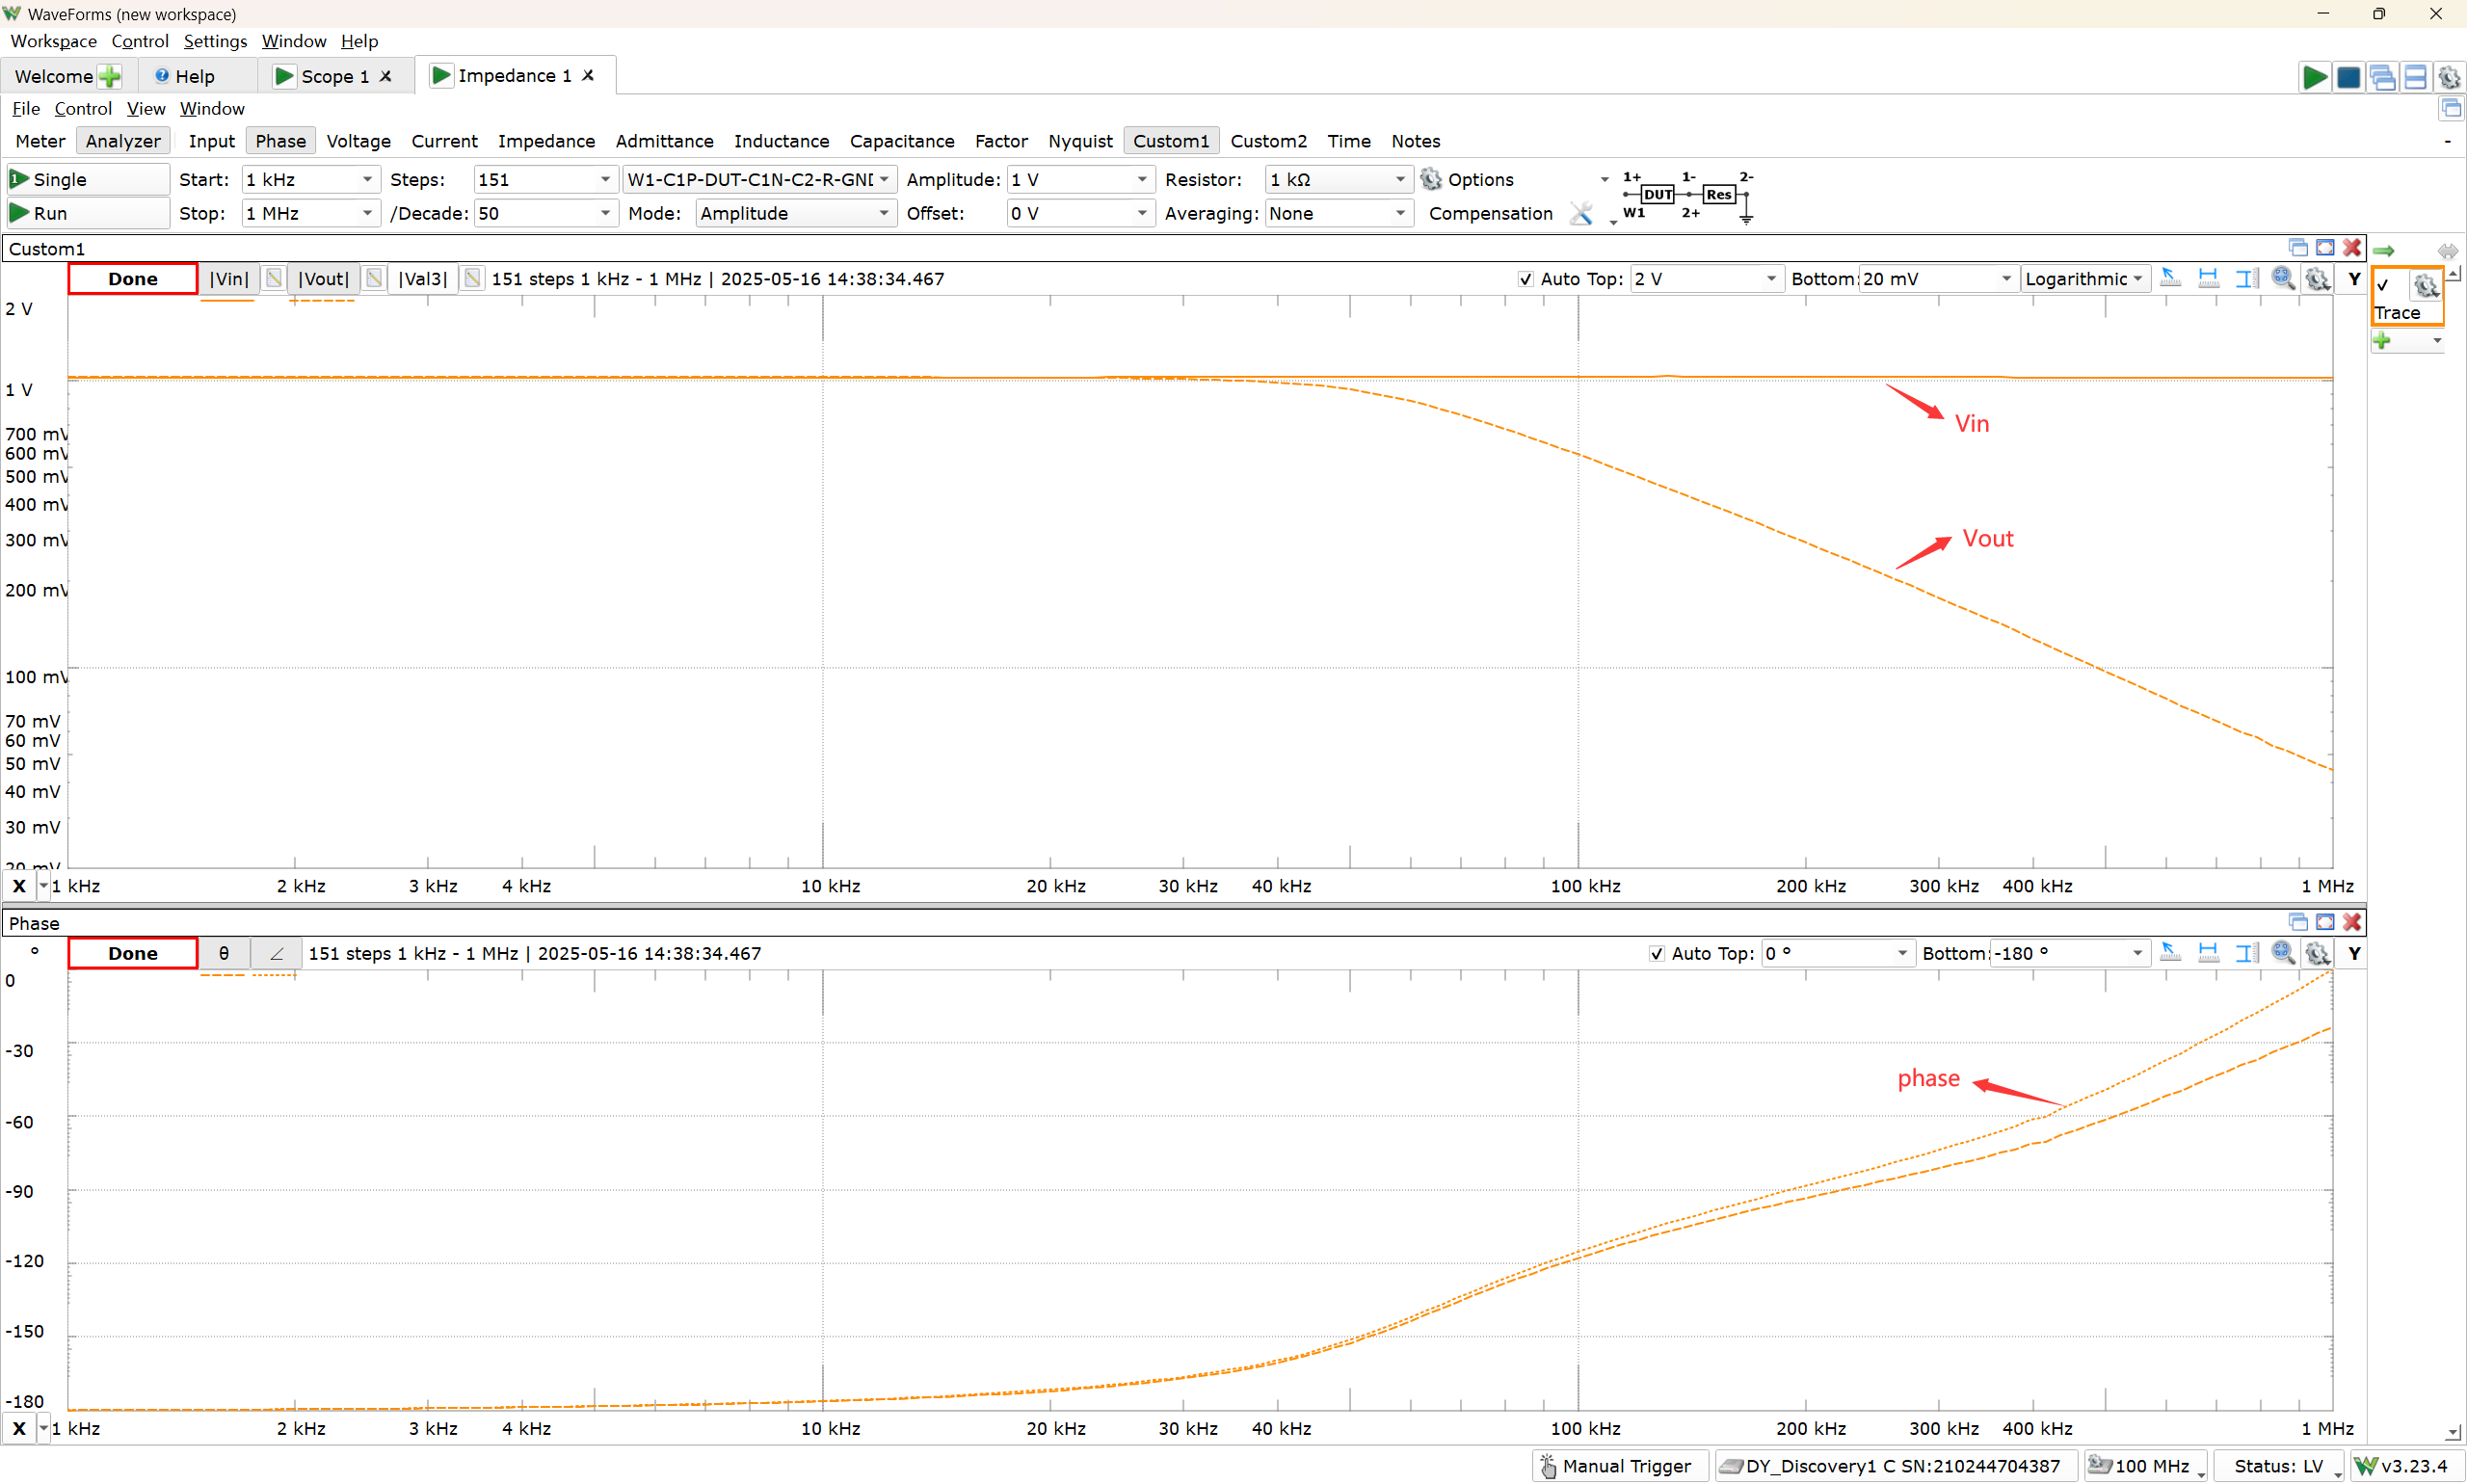 WaveForms (new workspace)
Workspace Control Settings Window Help
Welcome Help Scope 1 Impedance 1
File Control View Window
Meter Analyzer Input Phase Voltage Current Impedance Admittance Inductance Capacitance Factor Nyquist Custom1 Custom2 Time Notes
Single Start: 1 kHz Steps: 151 W1-C1P-DUT-C1N-C2-R-GND Amplitude: 1 V Resistor: 1 kΩ Options
Run Stop: 1 MHz /Decade: 50 Mode: Amplitude Offset: 0 V Averaging: None Compensation
1+ 1- 2-
DUT Res
W1 2+
Custom1
Done |Vin| |Vout| |Val3| 151 steps 1 kHz - 1 MHz | 2025-05-16 14:38:34.467 Auto Top: 2 V Bottom: 20 mV Logarithmic Y
Trace
2 V
1 V
700 mV
600 mV
500 mV
400 mV
300 mV
200 mV
100 mV
70 mV
60 mV
50 mV
40 mV
30 mV
20 mV
Vin
Vout
X 1 kHz 2 kHz 3 kHz 4 kHz 10 kHz 20 kHz 30 kHz 40 kHz 100 kHz 200 kHz 300 kHz 400 kHz 1 MHz
Phase
° Done θ ∠ 151 steps 1 kHz - 1 MHz | 2025-05-16 14:38:34.467 Auto Top: 0 ° Bottom: -180 ° Y
0
-30
-60
-90
-120
-150
-180
phase
X 1 kHz 2 kHz 3 kHz 4 kHz 10 kHz 20 kHz 30 kHz 40 kHz 100 kHz 200 kHz 300 kHz 400 kHz 1 MHz
Manual Trigger DY_Discovery1 C SN:210244704387 100 MHz Status: LV v3.23.4